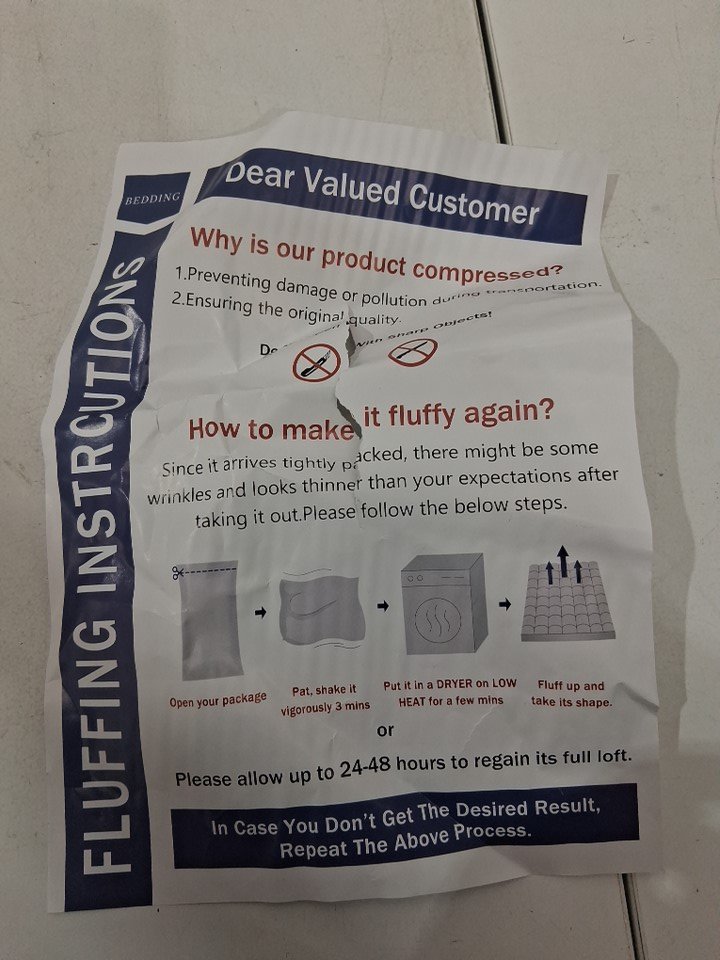 BEDDING
FLUFFING INSTRCUTIONS
Dear Valued Customer
Why is our product compressed?
1.Preventing damage or pollution during transportation.
2.Ensuring the original quality.
With Sharp Objects!
How to make it fluffy again?
Since it arrives tightly packed, there might be some
wrinkles and looks thinner than your expectations after
taking it out.Please follow the below steps.
Open your package
Pat, shake it
vigorously 3 mins
Put it in a DRYER on LOW
HEAT for a few mins
Fluff up and
take its shape.
or
Please allow up to 24-48 hours to regain its full loft.
In Case You Don't Get The Desired Result,
Repeat The Above Process.